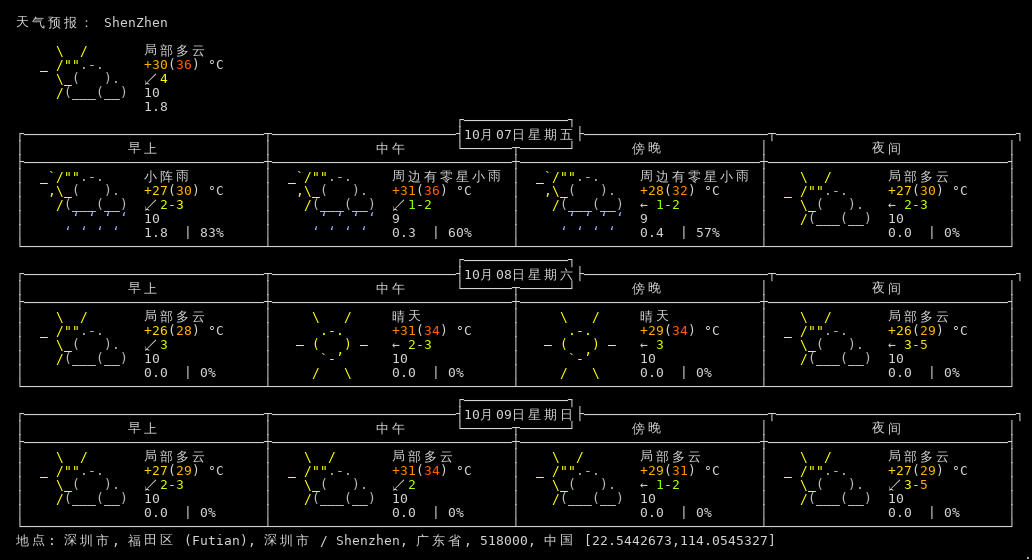 天气预报： ShenZhen
局部多云
+30(36) °C
↙ 4
10
1.8
10月07日星期五
早上 中午 傍晚 夜间
小阵雨 周边有零星小雨 周边有零星小雨 局部多云
+27(30) °C +31(36) °C +28(32) °C +27(30) °C
↙ 2-3 ↙ 1-2 ← 1-2 ← 2-3
10 9 9 10
1.8 | 83% 0.3 | 60% 0.4 | 57% 0.0 | 0%
10月08日星期六
早上 中午 傍晚 夜间
局部多云 晴天 晴天 局部多云
+26(28) °C +31(34) °C +29(34) °C +26(29) °C
↙ 3 ← 2-3 ← 3 ← 3-5
10 10 10 10
0.0 | 0% 0.0 | 0% 0.0 | 0% 0.0 | 0%
10月09日星期日
早上 中午 傍晚 夜间
局部多云 局部多云 局部多云 局部多云
+27(29) °C +31(34) °C +29(31) °C +27(29) °C
↙ 2-3 ↙ 2 ← 1-2 ↙ 3-5
10 10 10 10
0.0 | 0% 0.0 | 0% 0.0 | 0% 0.0 | 0%
地点: 深圳市, 福田区 (Futian), 深圳市 / Shenzhen, 广东省, 518000, 中国 [22.5442673,114.0545327]